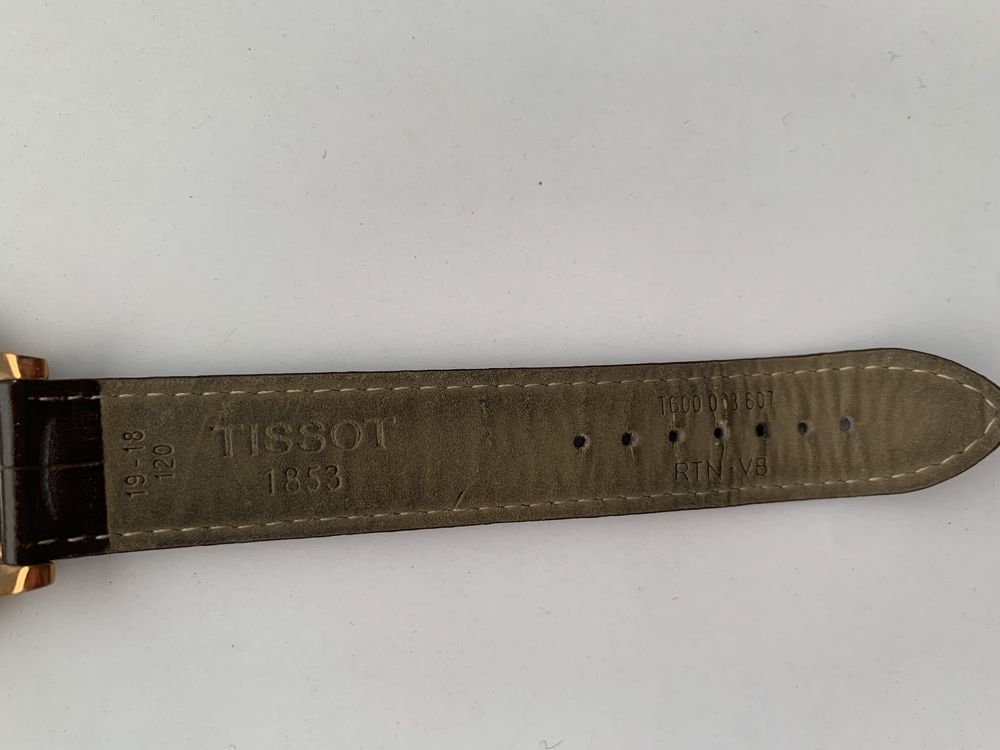 19-18
120
TISSOT
1853
T600 033 607
RTN-VB